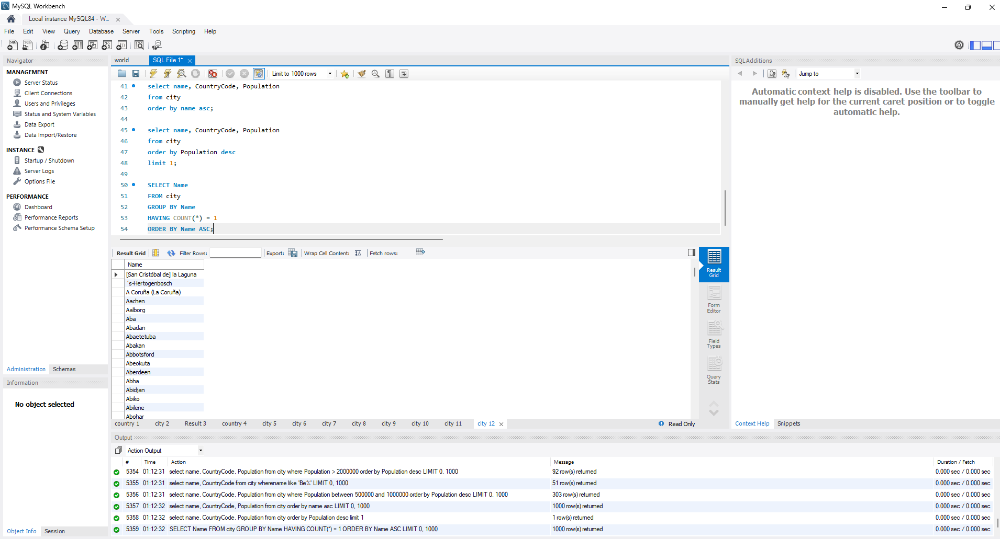 MySQL Workbench
Local instance MySQL84 - W...
File Edit View Query Database Server Tools Scripting Help
Navigator
MANAGEMENT
Server Status
Client Connections
Users and Privileges
Status and System Variables
Data Export
Data Import/Restore
INSTANCE
Startup / Shutdown
Server Logs
Options File
PERFORMANCE
Dashboard
Performance Reports
Performance Schema Setup
Administration Schemas
Information
No object selected
Object Info Session
world SQL File 1*
Limit to 1000 rows
41 select name, CountryCode, Population
42 from city
43 order by name asc;
44
45 select name, CountryCode, Population
46 from city
47 order by Population desc
48 limit 1;
49
50 SELECT Name
51 FROM city
52 GROUP BY Name
53 HAVING COUNT(*) = 1
54 ORDER BY Name ASC;
Result Grid Filter Rows: Export: Wrap Cell Content: Fetch rows:
Name
[San Cristóbal de] la Laguna
´s-Hertogenbosch
A Coruña (La Coruña)
Aachen
Aalborg
Aba
Abadan
Abaetetuba
Abakan
Abbotsford
Abeokuta
Aberdeen
Abha
Abidjan
Abiko
Abilene
Abohar
Result
Grid
Form
Editor
Field
Types
Query
Stats
country 1 city 2 Result 3 country 4 city 5 city 6 city 7 city 8 city 9 city 10 city 11 city 12 Read Only
SQLAdditions
Jump to
Automatic context help is disabled. Use the toolbar to
manually get help for the current caret position or to toggle
automatic help.
Context Help Snippets
Output
Action Output
# Time Action Message Duration / Fetch
5354 01:12:31 select name, CountryCode, Population from city where Population > 2000000 order by Population desc LIMIT 0, 1000 92 row(s) returned 0.000 sec / 0.000 sec
5355 01:12:31 select name, CountryCode from city wherename like 'Be%' LIMIT 0, 1000 51 row(s) returned 0.000 sec / 0.000 sec
5356 01:12:31 select name, CountryCode, Population from city where Population between 500000 and 1000000 order by Population desc LIMIT 0, 1000 303 row(s) returned 0.000 sec / 0.000 sec
5357 01:12:32 select name, CountryCode, Population from city order by name asc LIMIT 0, 1000 1000 row(s) returned 0.000 sec / 0.000 sec
5358 01:12:32 select name, CountryCode, Population from city order by Population desc limit 1 1 row(s) returned 0.000 sec / 0.000 sec
5359 01:12:32 SELECT Name FROM city GROUP BY Name HAVING COUNT(*) = 1 ORDER BY Name ASC LIMIT 0, 1000 1000 row(s) returned 0.000 sec / 0.000 sec